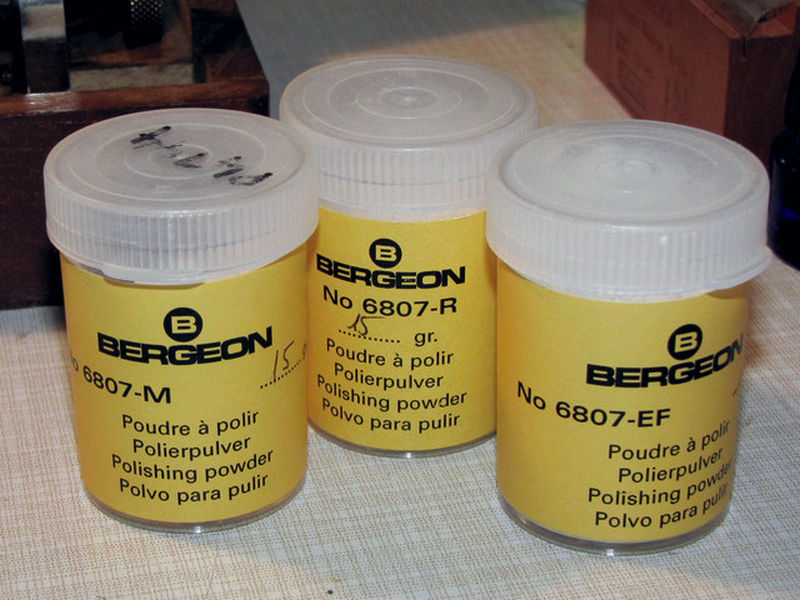 B
BERGEON
6807-M
15
Poudre à polir
Polierpulver
Polishing powder
Polvo para pulir
B
BERGEON
No 6807-R
15 gr.
Poudre à polir
Polierpulver
Polishing powder
Polvo para pulir
B
BERGEON
No 6807-EF
Poudre à polir
Polierpulver
Polishing powder
Polvo para pulir